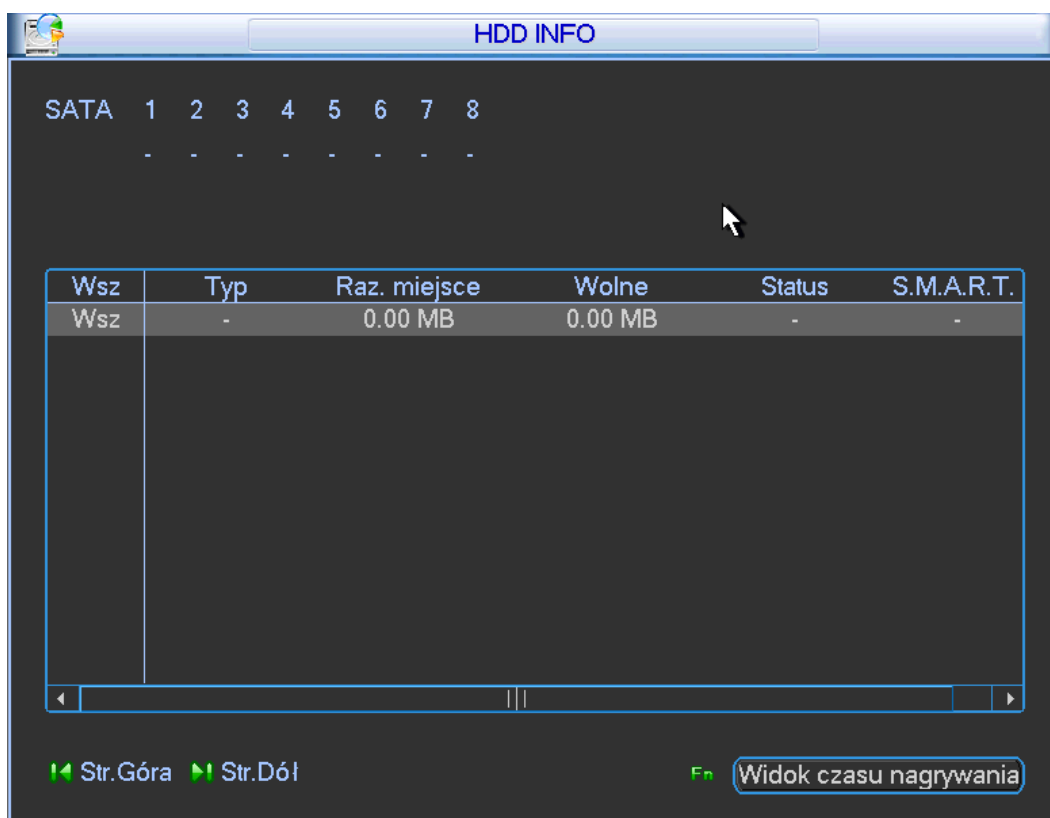 HDD INFO
SATA 1 2 3 4 5 6 7 8
- - - - - - - -
Wsz Typ Raz. miejsce Wolne Status S.M.A.R.T.
Wsz - 0.00 MB 0.00 MB - -
Str.Góra Str.Dół Fn Widok czasu nagrywania